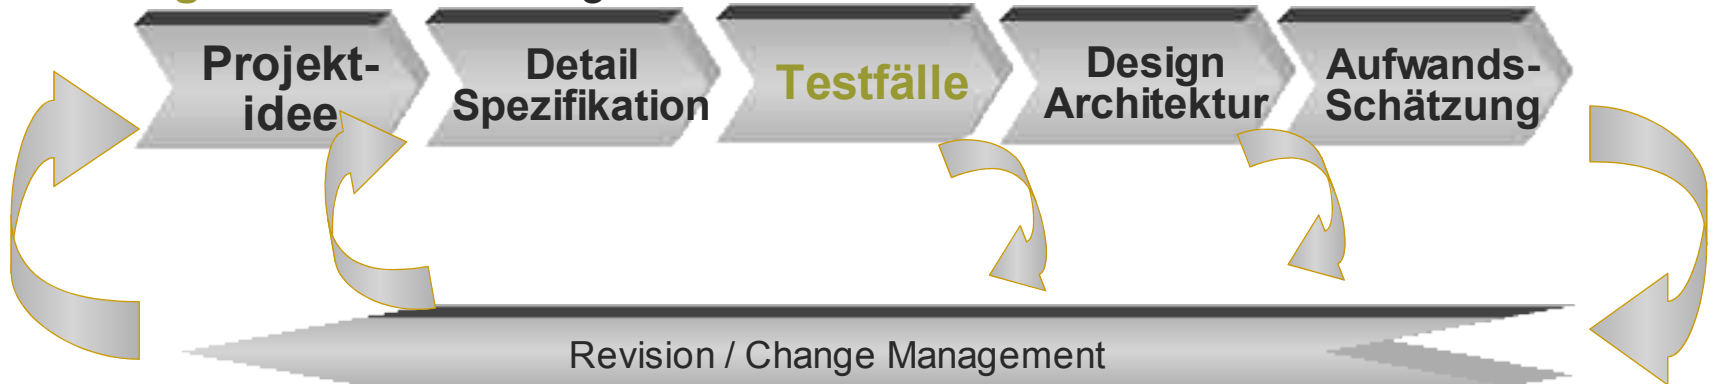 Projekt-
idee
Detail
Spezifikation
Testfälle
Design
Architektur
Aufwands-
Schätzung
Revision / Change Management